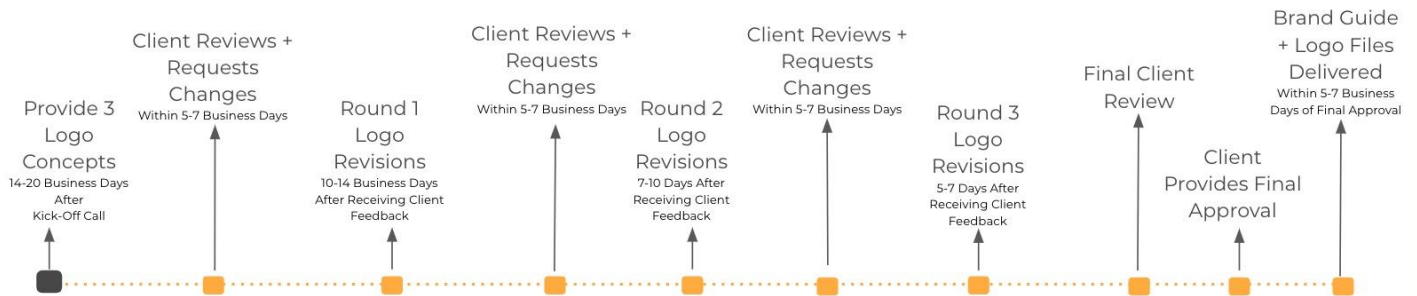 Provide 3
Logo
Concepts
14-20 Business Days
After
Kick-Off Call
Client Reviews +
Requests
Changes
Within 5-7 Business Days
Round 1
Logo
Revisions
10-14 Business Days
After Receiving Client
Feedback
Client Reviews +
Requests
Changes
Within 5-7 Business Days
Round 2
Logo
Revisions
7-10 Days After
Receiving Client
Feedback
Client Reviews +
Requests
Changes
Within 5-7 Business Days
Round 3
Logo
Revisions
5-7 Days After
Receiving Client
Feedback
Final Client
Review
Client
Provides Final
Approval
Brand Guide
+ Logo Files
Delivered
Within 5-7 Business
Days of Final Approval